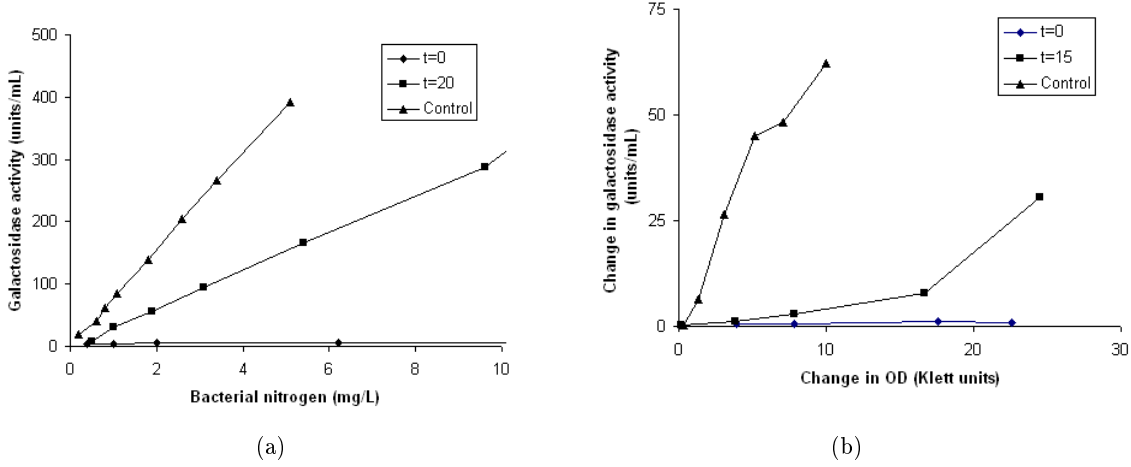 500
400
300
200
100
0
0
2
4
6
8
10
Galactosidase activity (units/mL)
Bacterial nitrogen (mg/L)
t=0
t=20
Control
(a)
75
50
25
0
0
10
20
30
Change in galactosidase activity
(units/mL)
Change in OD (Klett units)
t=0
t=15
Control
(b)